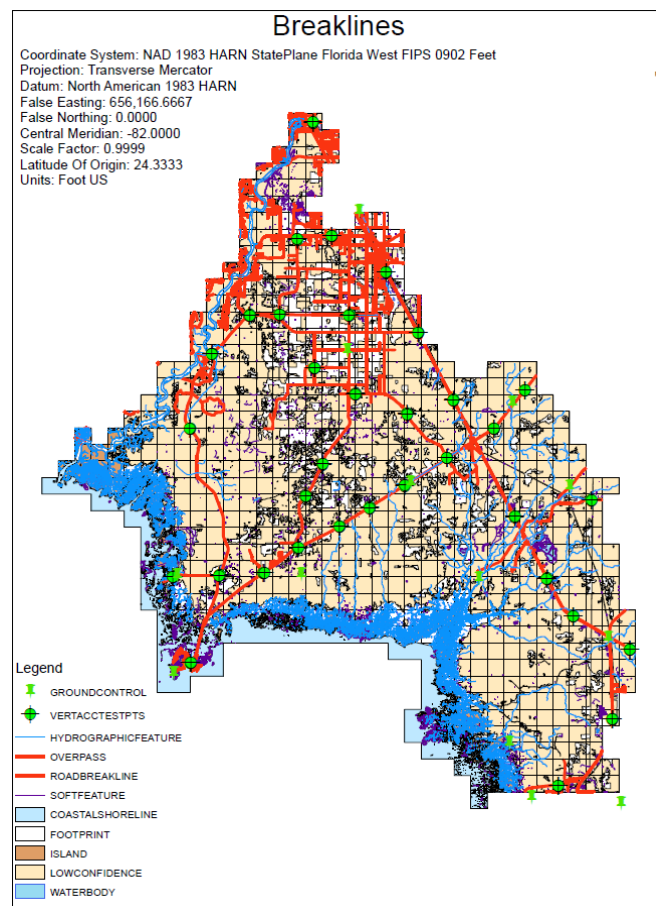 Breaklines
Coordinate System: NAD 1983 HARN StatePlane Florida West FIPS 0902 Feet
Projection: Transverse Mercator
Datum: North American 1983 HARN
False Easting: 656,166.6667
False Northing: 0.0000
Central Meridian: -82.0000
Scale Factor: 0.9999
Latitude Of Origin: 24.3333
Units: Foot US
Legend
GROUNDCONTROL
VERTACCTESTPTS
HYDROGRAPHICFEATURE
OVERPASS
ROADBREAKLINE
SOFTFEATURE
COASTALSHORELINE
FOOTPRINT
ISLAND
LOWCONFIDENCE
WATERBODY